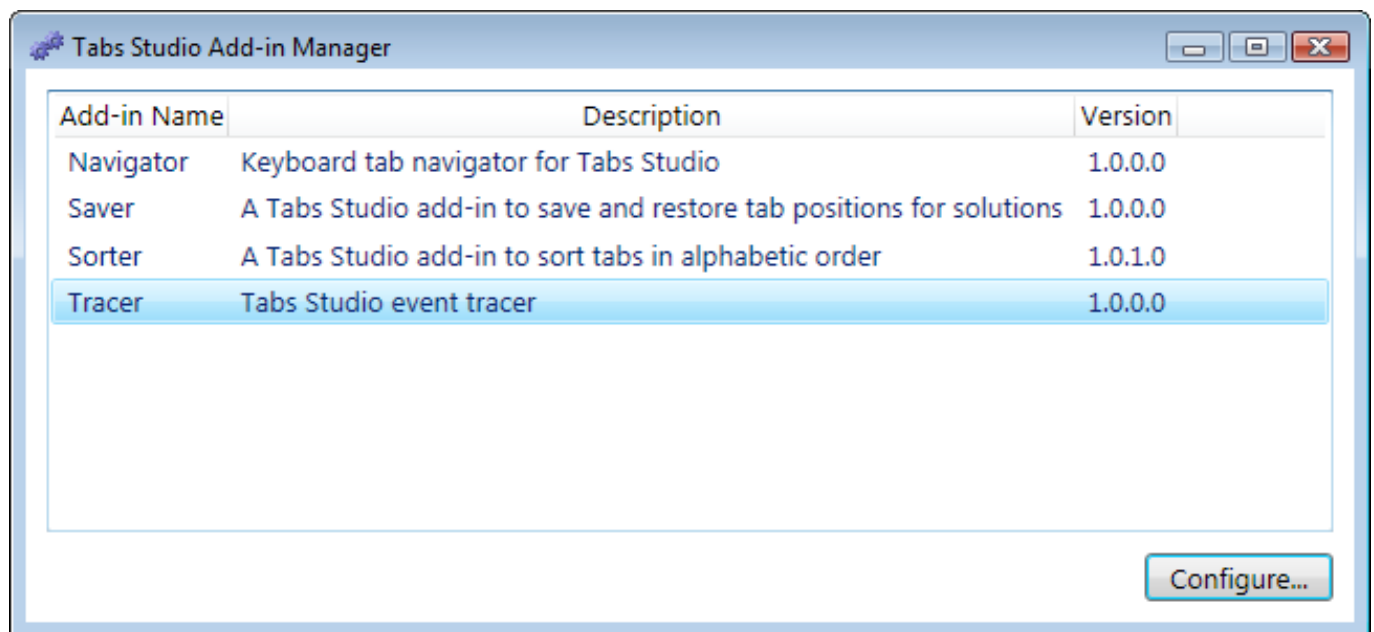 Tabs Studio Add-in Manager
Add-in Name Description Version
Navigator Keyboard tab navigator for Tabs Studio 1.0.0.0
Saver A Tabs Studio add-in to save and restore tab positions for solutions 1.0.0.0
Sorter A Tabs Studio add-in to sort tabs in alphabetic order 1.0.1.0
Tracer Tabs Studio event tracer 1.0.0.0
Configure...